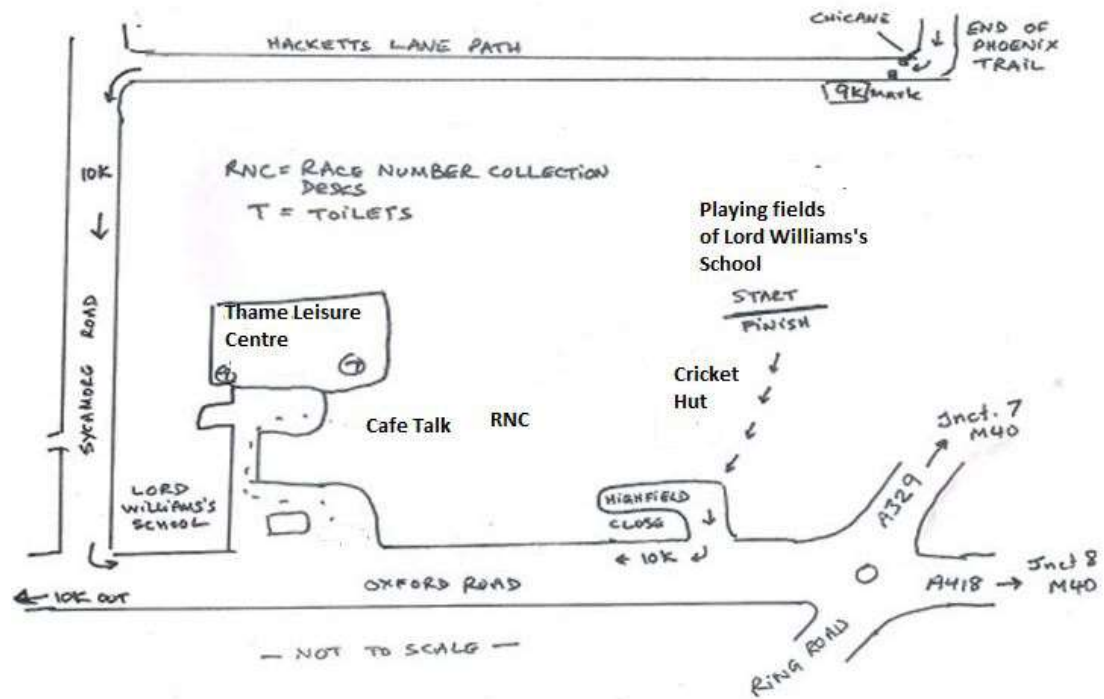 CHICANE
END OF
PHOENIX
TRAIL
HACKETTS LANE PATH
9K MARK
10K
RNC = RACE NUMBER COLLECTION
DESKS
T = TOILETS
Playing fields
of Lord Williams's
School
START
FINISH
SYCAMORE ROAD
Thame Leisure
Centre
T
Cricket
Hut
Cafe Talk
RNC
Jnct. 7
M40
A329
LORD
WILLIAMS'S
SCHOOL
HIGHFIELD
CLOSE
← 10K
OXFORD ROAD
A418 →
Jnct 8
M40
← 10K OUT
RING ROAD
— NOT TO SCALE —